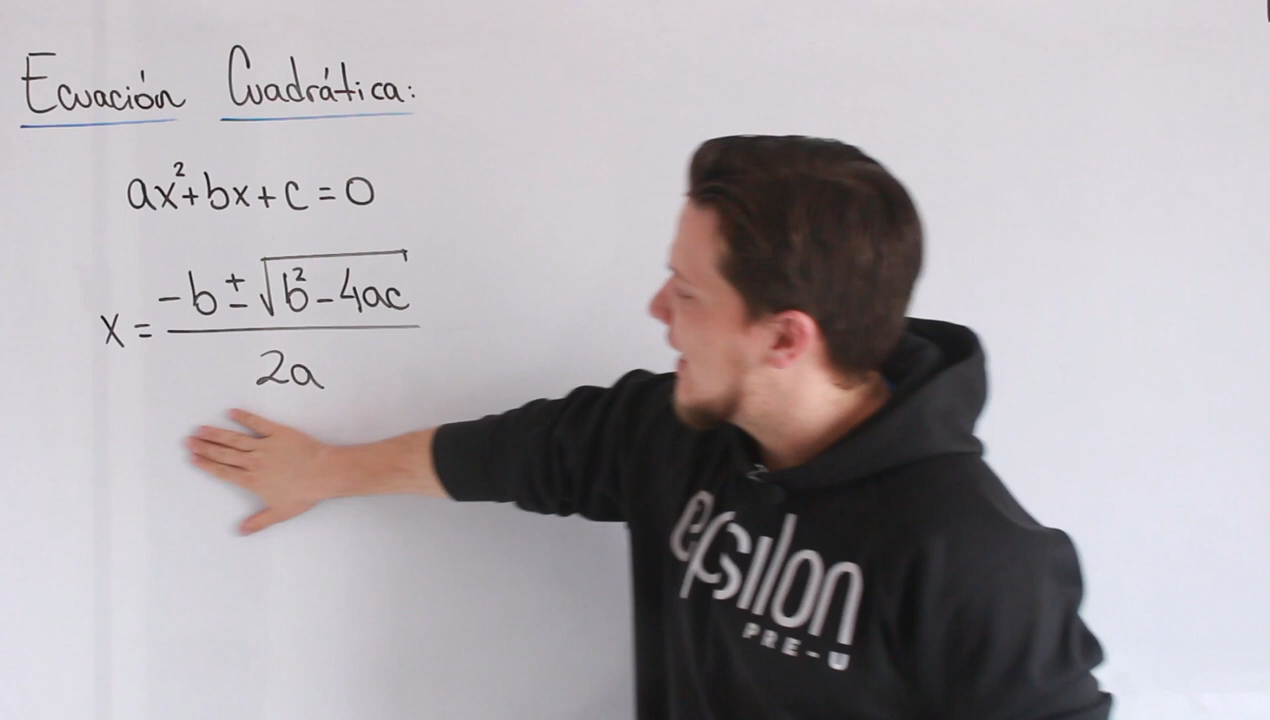 Ecuación Cuadrática:
ax²+bx+c=0
x = -b ± √b²-4ac
2a
epsilon
PRE-U